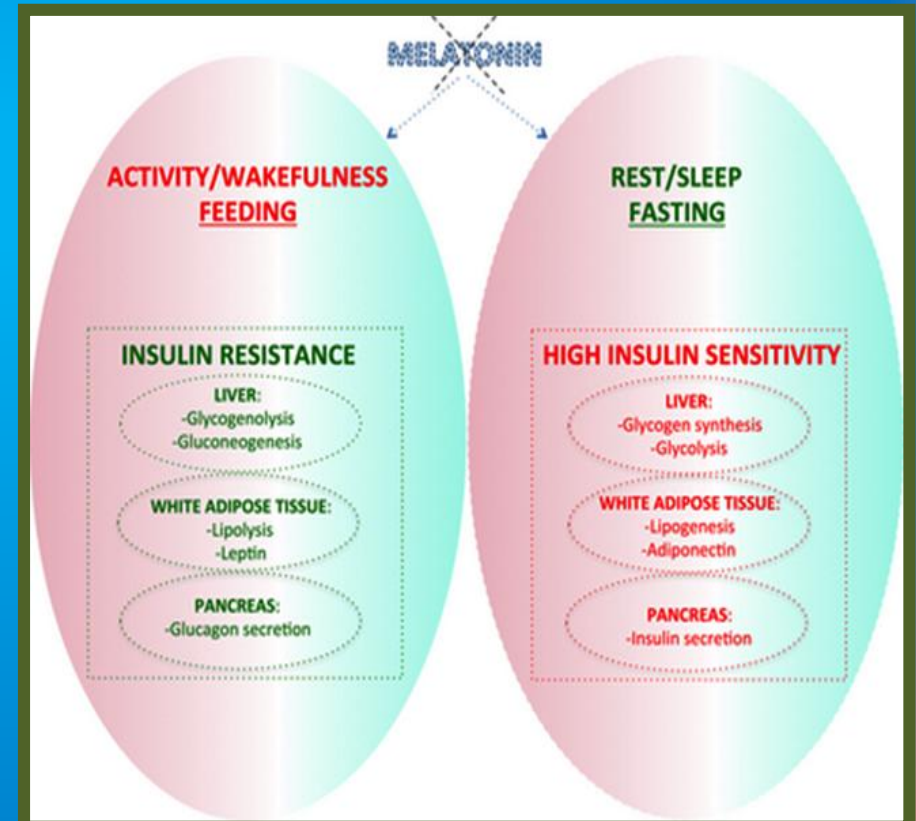 MELATONIN
ACTIVITY/WAKEFULNESS
FEEDING
INSULIN RESISTANCE
LIVER:
-Glycogenolysis
-Gluconeogenesis
WHITE ADIPOSE TISSUE:
-Lipolysis
-Leptin
PANCREAS:
-Glucagon secretion
REST/SLEEP
FASTING
HIGH INSULIN SENSITIVITY
LIVER:
-Glycogen synthesis
-Glycolysis
WHITE ADIPOSE TISSUE:
-Lipogenesis
-Adiponectin
PANCREAS:
-Insulin secretion